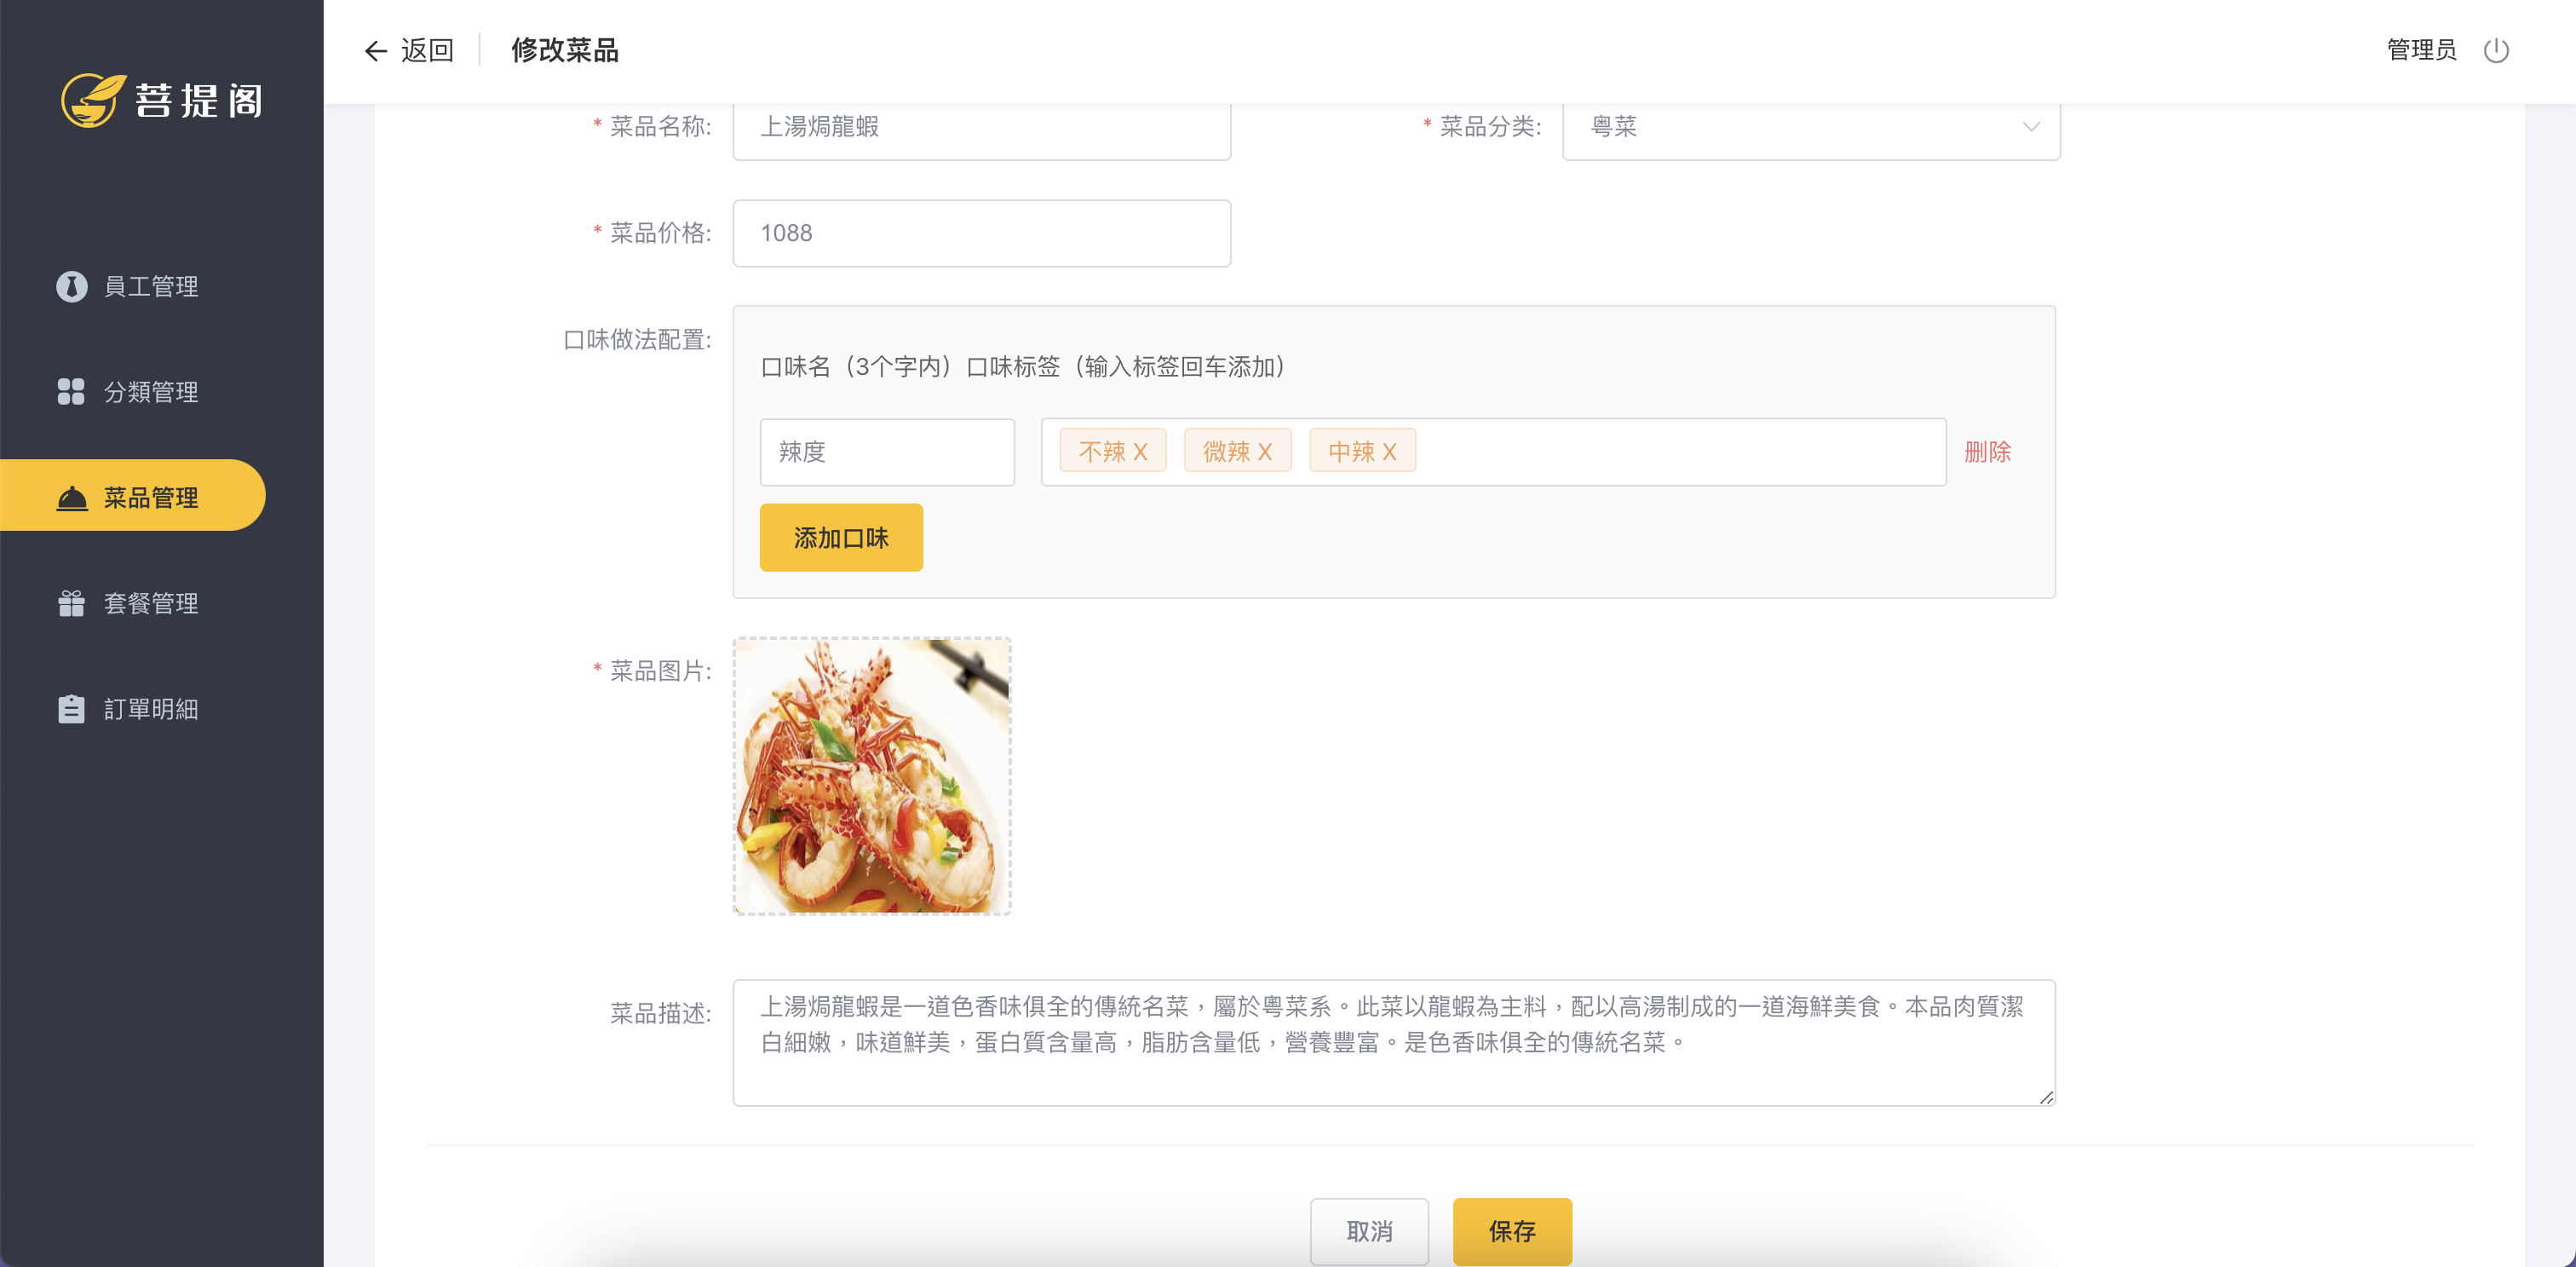 菩提阁
員工管理
分類管理
菜品管理
套餐管理
訂單明細
返回
修改菜品
管理员
* 菜品名称:
上湯焗龍蝦
* 菜品分类:
粤菜
* 菜品价格:
1088
口味做法配置:
口味名（3个字内）口味标签（输入标签回车添加）
辣度
不辣 X
微辣 X
中辣 X
删除
添加口味
* 菜品图片:
菜品描述:
上湯焗龍蝦是一道色香味俱全的傳統名菜，屬於粵菜系。此菜以龍蝦為主料，配以高湯制成的一道海鮮美食。本品肉質潔
白細嫩，味道鮮美，蛋白質含量高，脂肪含量低，營養豐富。是色香味俱全的傳統名菜。
取消
保存